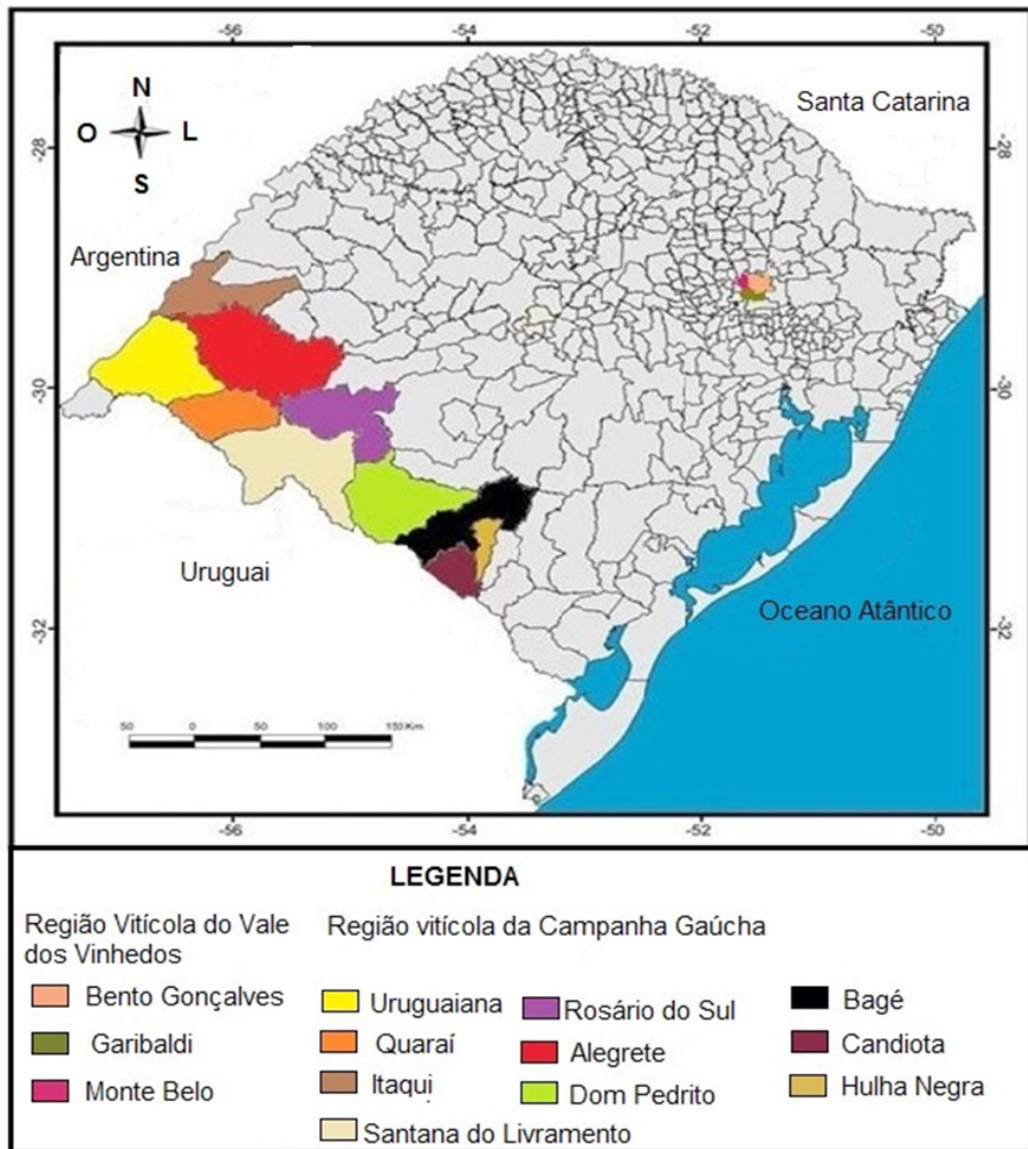 -56 -54 -52 -50
N
O L
S
Santa Catarina
-28 -28
Argentina
-30 -30
Uruguai
Oceano Atântico
-32 -32
50 0 50 100 150 Km
-56 -54 -52 -50
LEGENDA
Região Vitícola do Vale
dos Vinhedos
Bento Gonçalves
Garibaldi
Monte Belo
Região vitícola da Campanha Gaúcha
Uruguaiana
Quaraí
Itaqui
Santana do Livramento
Rosário do Sul
Alegrete
Dom Pedrito
Bagé
Candiota
Hulha Negra